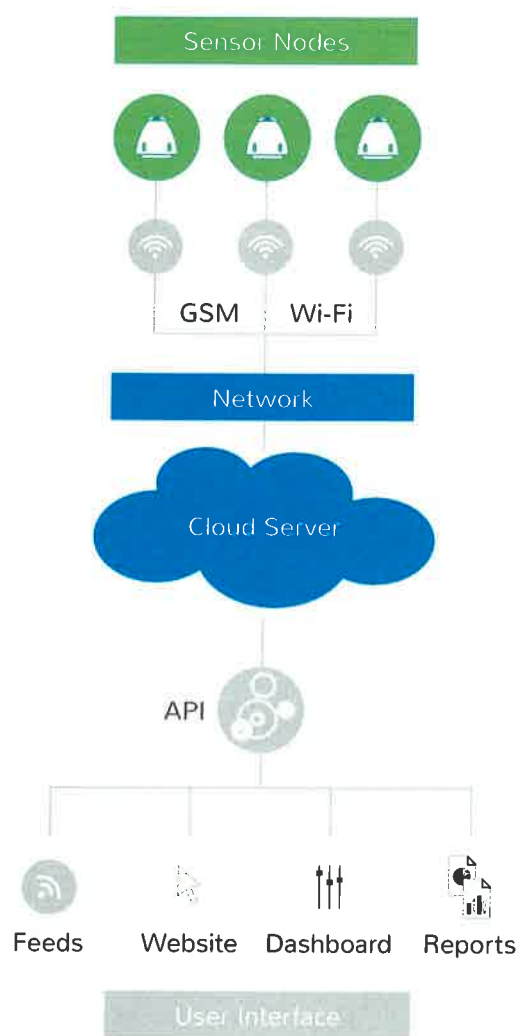 Sensor Nodes
GSM Wi-Fi
Network
Cloud Server
API
Feeds Website Dashboard Reports
User Interface